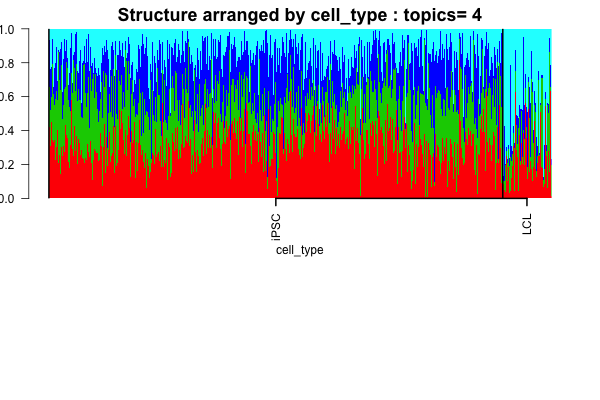 Structure arranged by cell_type : topics= 4
1.0
0.8
0.6
0.4
0.2
0.0
iPSC
LCL
cell_type